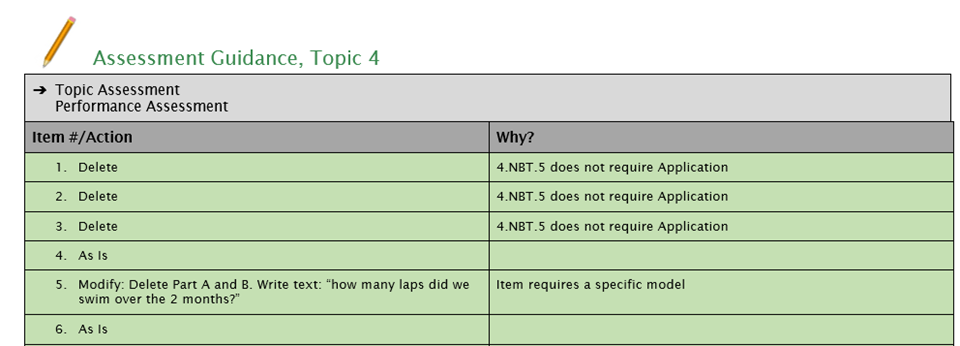 Assessment Guidance, Topic 4
➔ Topic Assessment
Performance Assessment
Item #/Action Why?
1. Delete 4.NBT.5 does not require Application
2. Delete 4.NBT.5 does not require Application
3. Delete 4.NBT.5 does not require Application
4. As Is
5. Modify: Delete Part A and B. Write text: “how many laps did we Item requires a specific model
swim over the 2 months?”
6. As Is